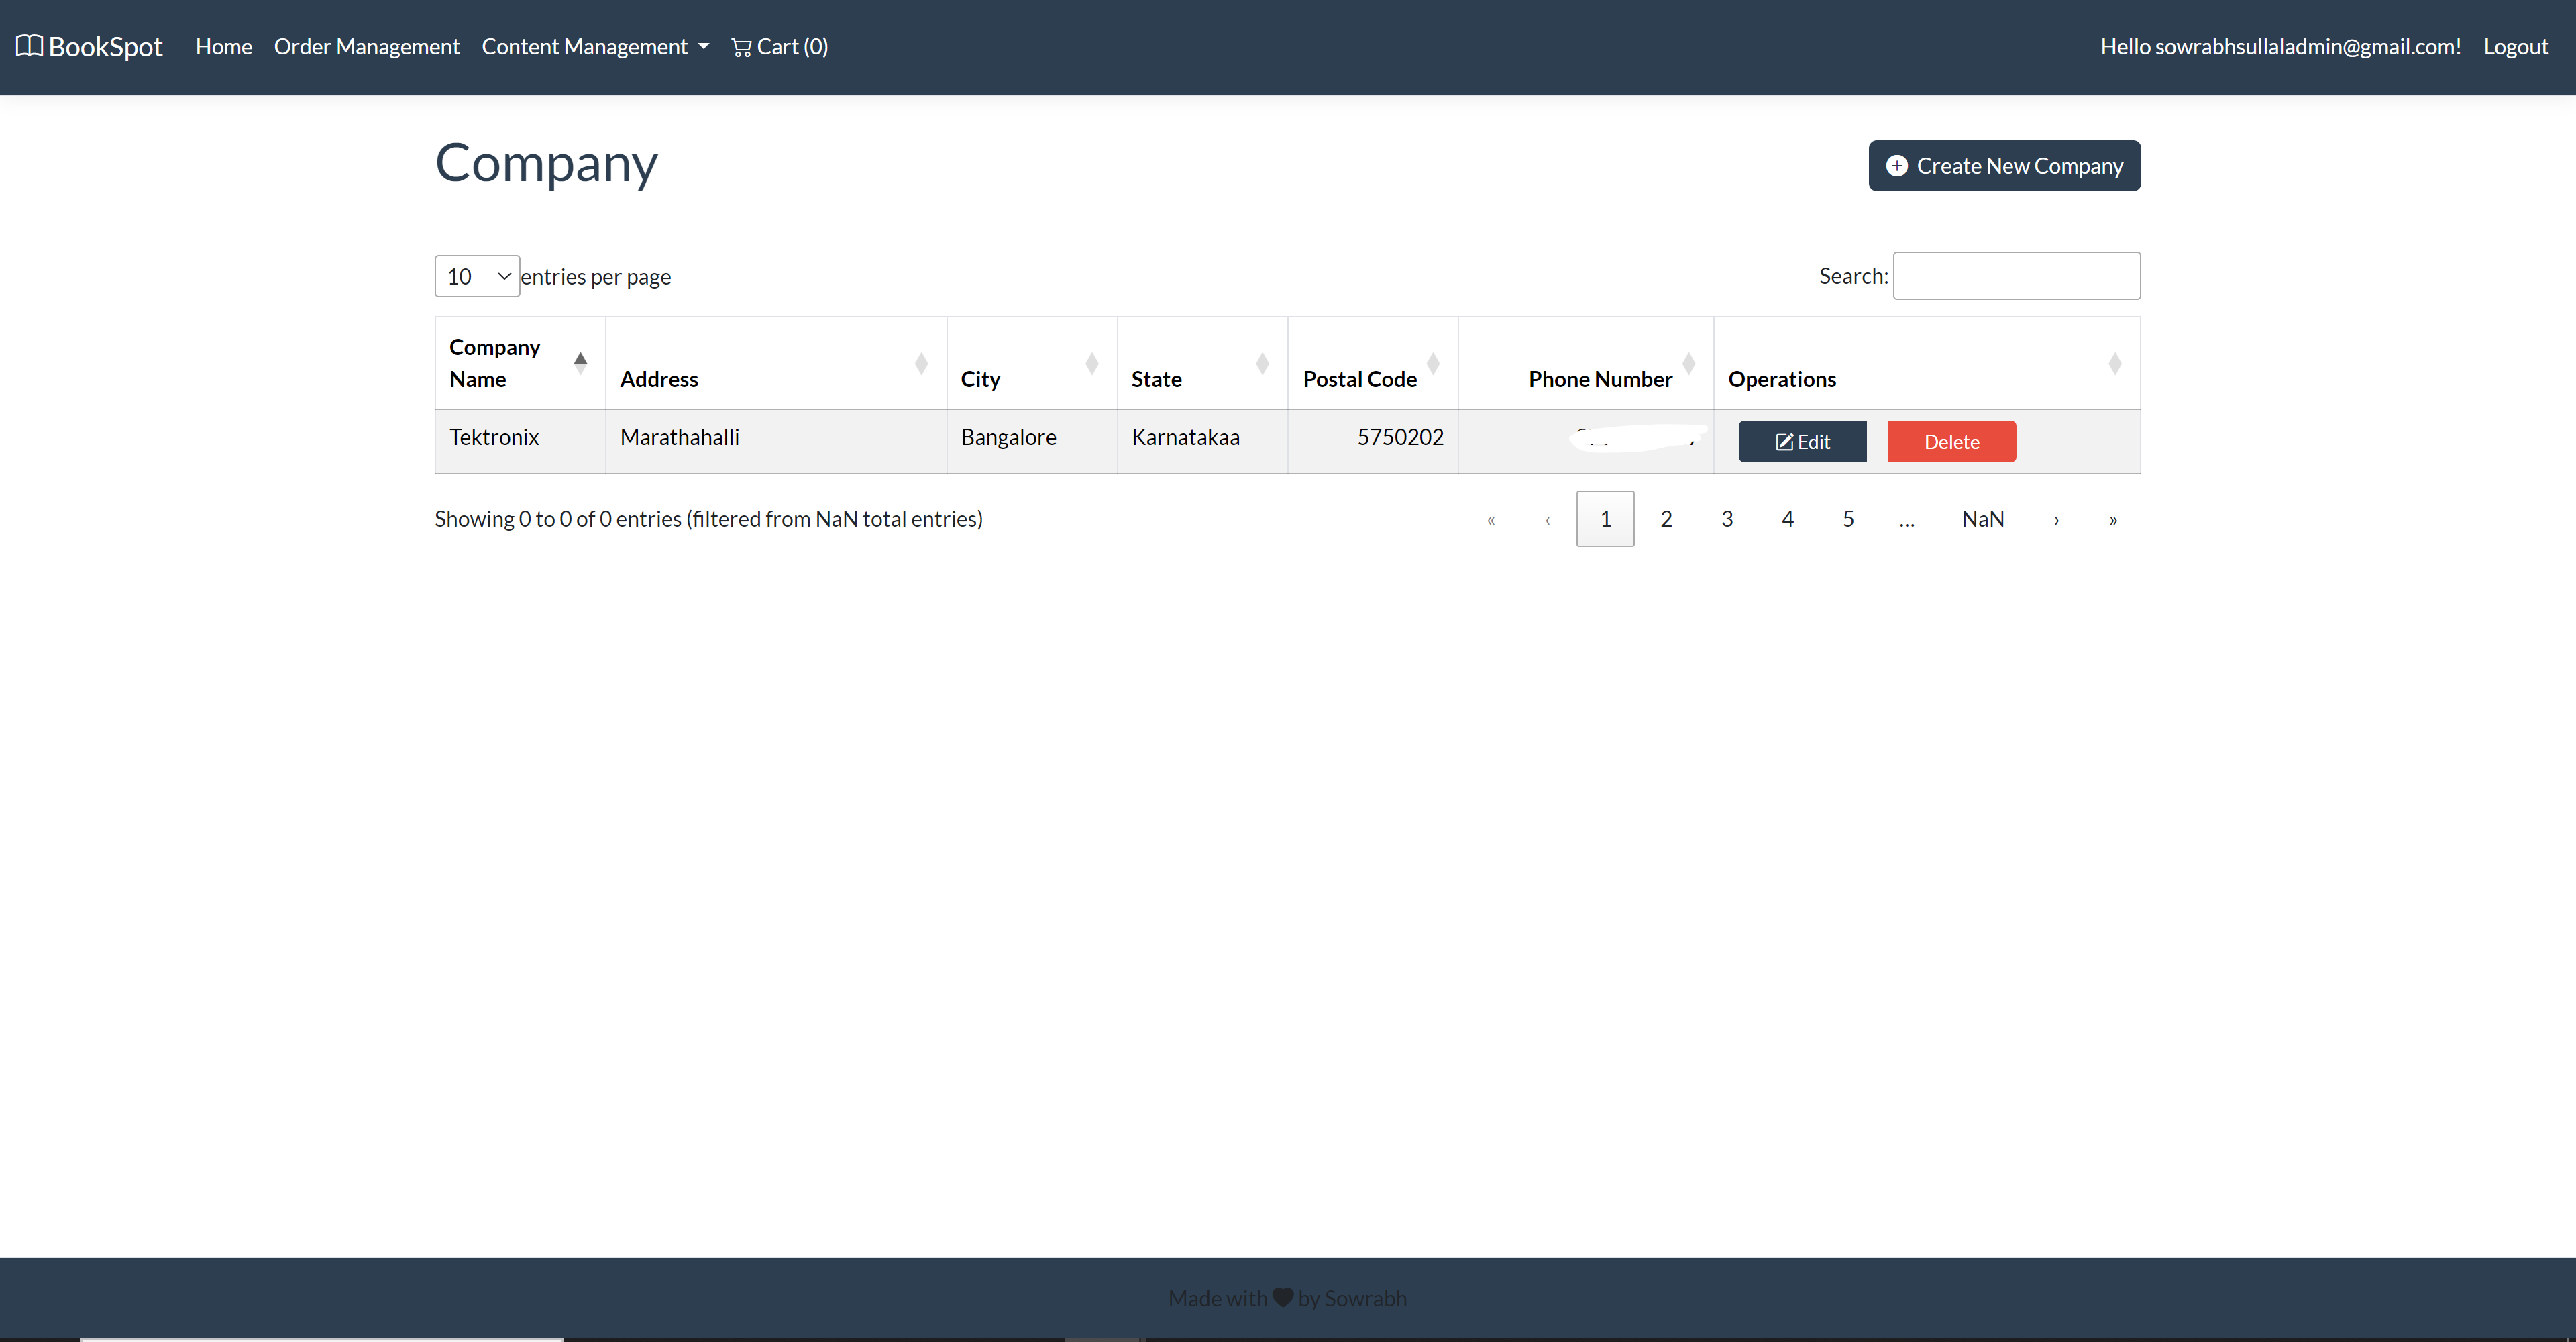 BookSpot Home Order Management Content Management Cart (0) Hello sowrabhsullaladmin@gmail.com! Logout
Company
Create New Company
10 entries per page Search:
Company Name Address City State Postal Code Phone Number Operations
Tektronix Marathahalli Bangalore Karnatakaa 5750202 Edit Delete
Showing 0 to 0 of 0 entries (filtered from NaN total entries) « ‹ 1 2 3 4 5 … NaN › »
Made with by Sowrabh